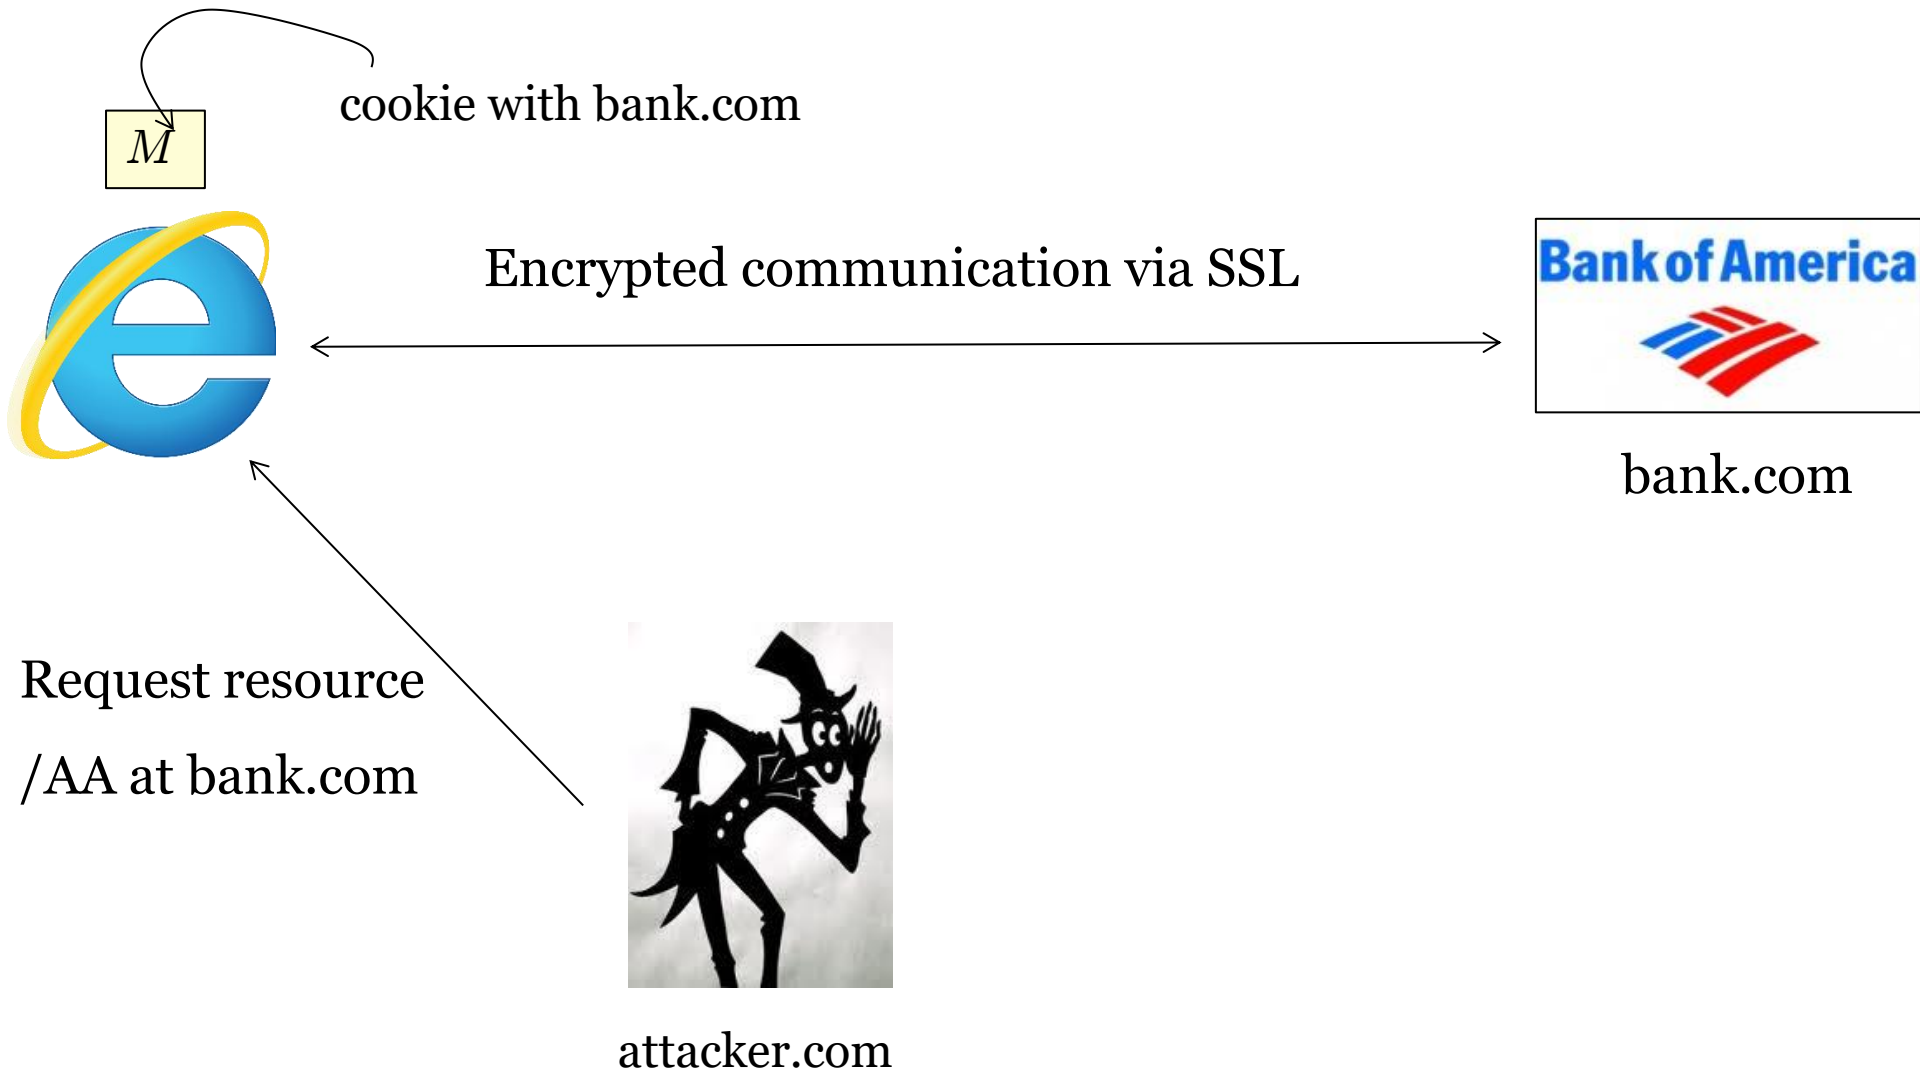 cookie with bank.com
M
Encrypted communication via SSL
Bank of America
bank.com
Request resource
/AA at bank.com
attacker.com